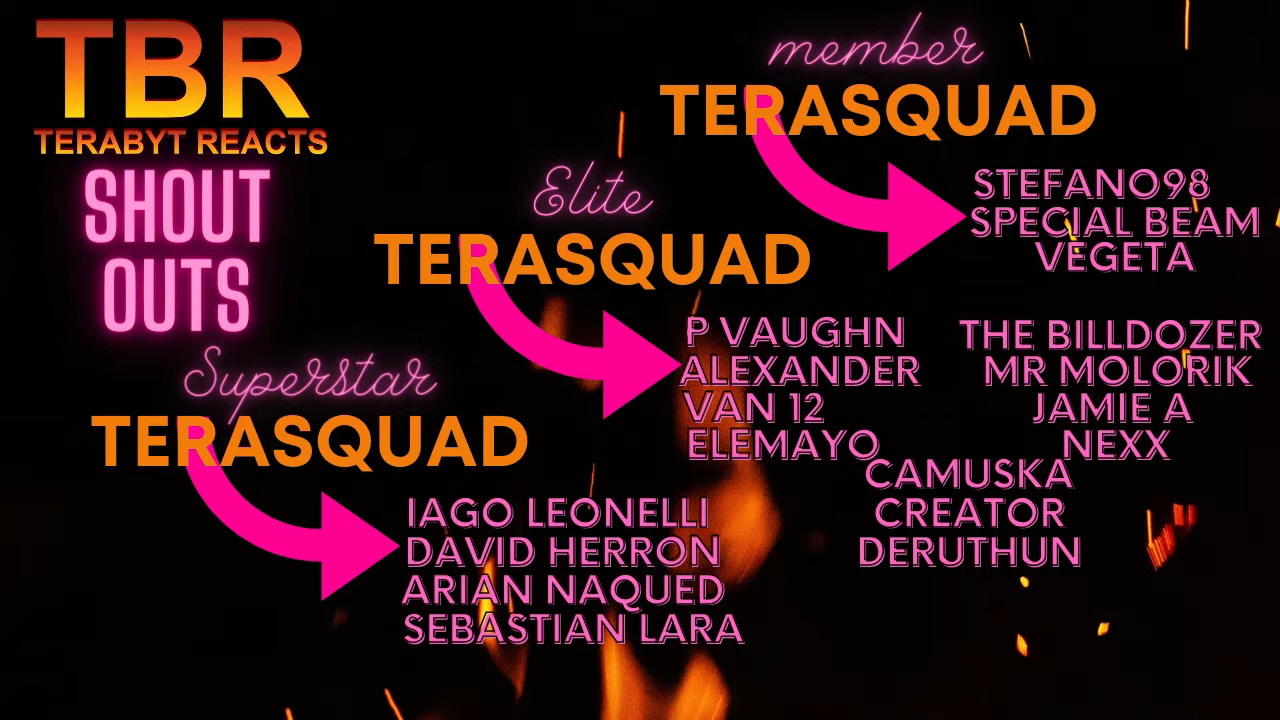 TBR
TERABYT REACTS
SHOUT
OUTS
member
TERASQUAD
STEFANO98
SPECIAL BEAM
VEGETA
Elite
TERASQUAD
P VAUGHN
ALEXANDER
VAN 12
ELEMAYO
THE BILLDOZER
MR MOLORIK
JAMIE A
NEXX
CAMUSKA
CREATOR
DERUTHUN
Superstar
TERASQUAD
IAGO LEONELLI
DAVID HERRON
ARIAN NAQUED
SEBASTIAN LARA